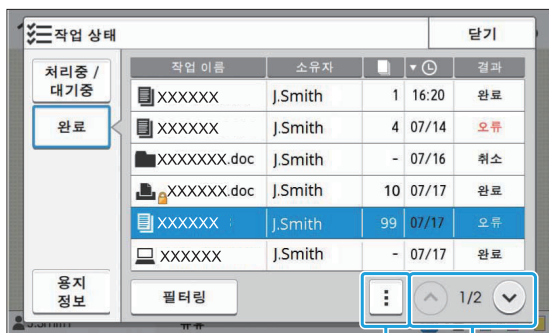 작업 상태
닫기
처리중 /
대기중
완료
작업 이름 소유자 결과
XXXXXX J.Smith 1 16:20 완료
XXXXXX J.Smith 4 07/14 오류
XXXXXXX.doc J.Smith - 07/16 취소
XXXXXXX.doc J.Smith 10 07/17 완료
XXXXXX J.Smith 99 07/17 오류
XXXXXX J.Smith - 07/17 완료
용지
정보
필터링
1/2
J.Smith